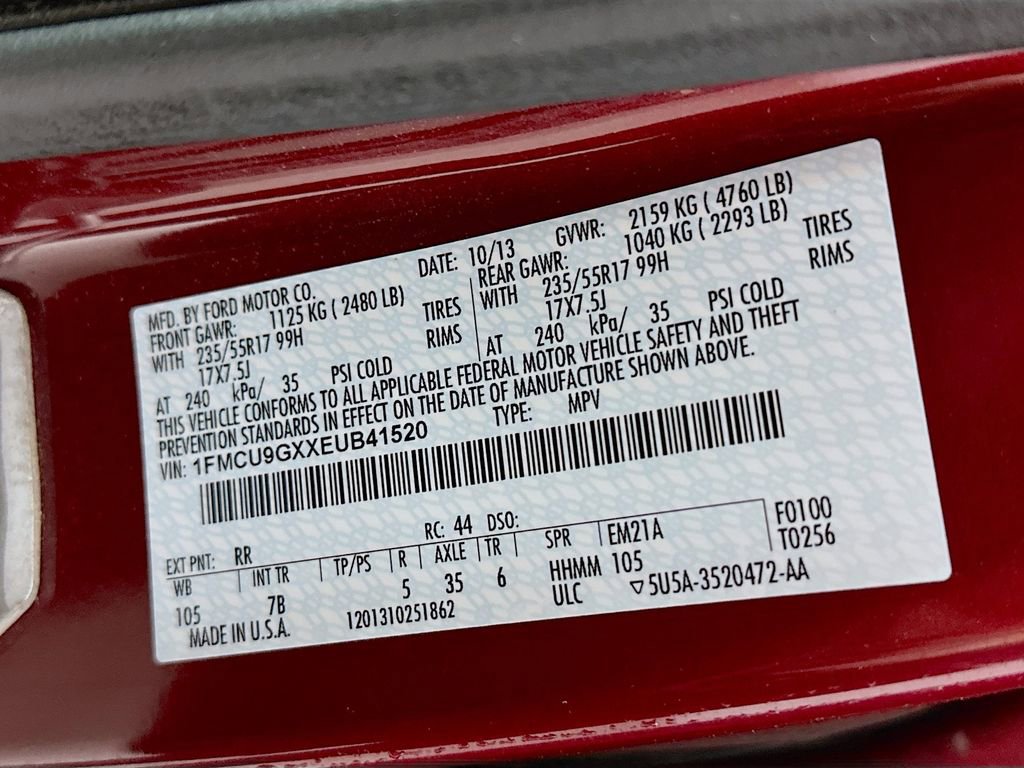 MFD. BY FORD MOTOR CO. DATE: 10/13 GVWR: 2159 KG ( 4760 LB)
FRONT GAWR: 1125 KG ( 2480 LB) REAR GAWR: 1040 KG ( 2293 LB)
WITH 235/55R17 99H TIRES WITH 235/55R17 99H TIRES
17X7.5J RIMS 17X7.5J RIMS
AT 240 kPa/ 35 PSI COLD AT 240 kPa/ 35 PSI COLD
THIS VEHICLE CONFORMS TO ALL APPLICABLE FEDERAL MOTOR VEHICLE SAFETY AND THEFT
PREVENTION STANDARDS IN EFFECT ON THE DATE OF MANUFACTURE SHOWN ABOVE.
VIN: 1FMCU9GXXEUB41520 TYPE: MPV
EXT PNT: RR RC: 44 DSO: F0100
WB INT TR TP/PS R AXLE TR SPR EM21A T0256
105 7B 5 35 6 HHMM 105
MADE IN U.S.A. 1201310251862 ULC ▽5U5A-3520472-AA